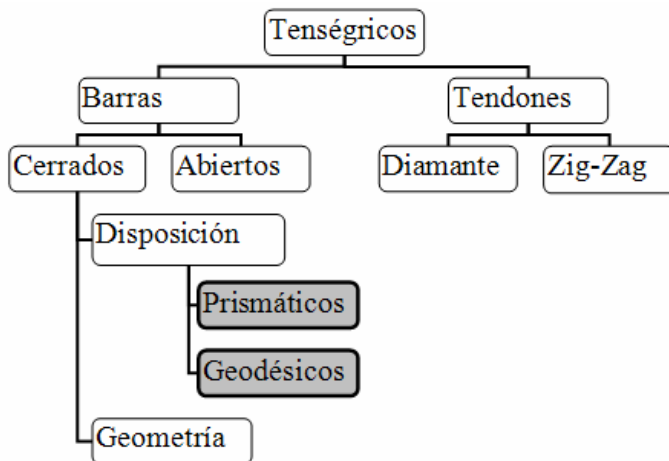 Tenségricos
Barras
Tendones
Cerrados
Abiertos
Diamante
Zig-Zag
Disposición
Prismáticos
Geodésicos
Geometría